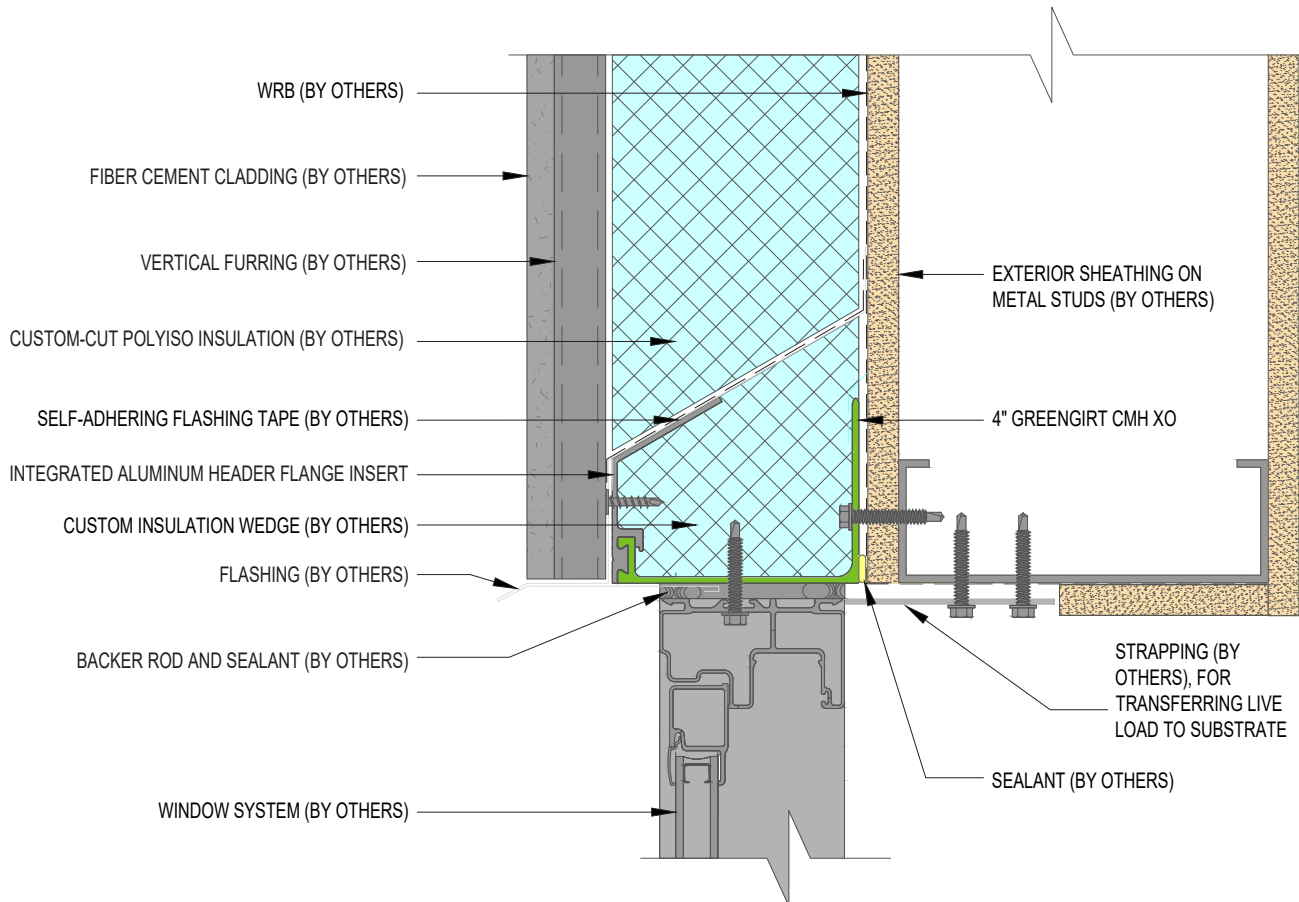 WRB (BY OTHERS)
FIBER CEMENT CLADDING (BY OTHERS)
VERTICAL FURRING (BY OTHERS)
CUSTOM-CUT POLYISO INSULATION (BY OTHERS)
SELF-ADHERING FLASHING TAPE (BY OTHERS)
INTEGRATED ALUMINUM HEADER FLANGE INSERT
CUSTOM INSULATION WEDGE (BY OTHERS)
FLASHING (BY OTHERS)
BACKER ROD AND SEALANT (BY OTHERS)
WINDOW SYSTEM (BY OTHERS)
EXTERIOR SHEATHING ON
METAL STUDS (BY OTHERS)
4" GREENGIRT CMH XO
STRAPPING (BY
OTHERS), FOR
TRANSFERRING LIVE
LOAD TO SUBSTRATE
SEALANT (BY OTHERS)